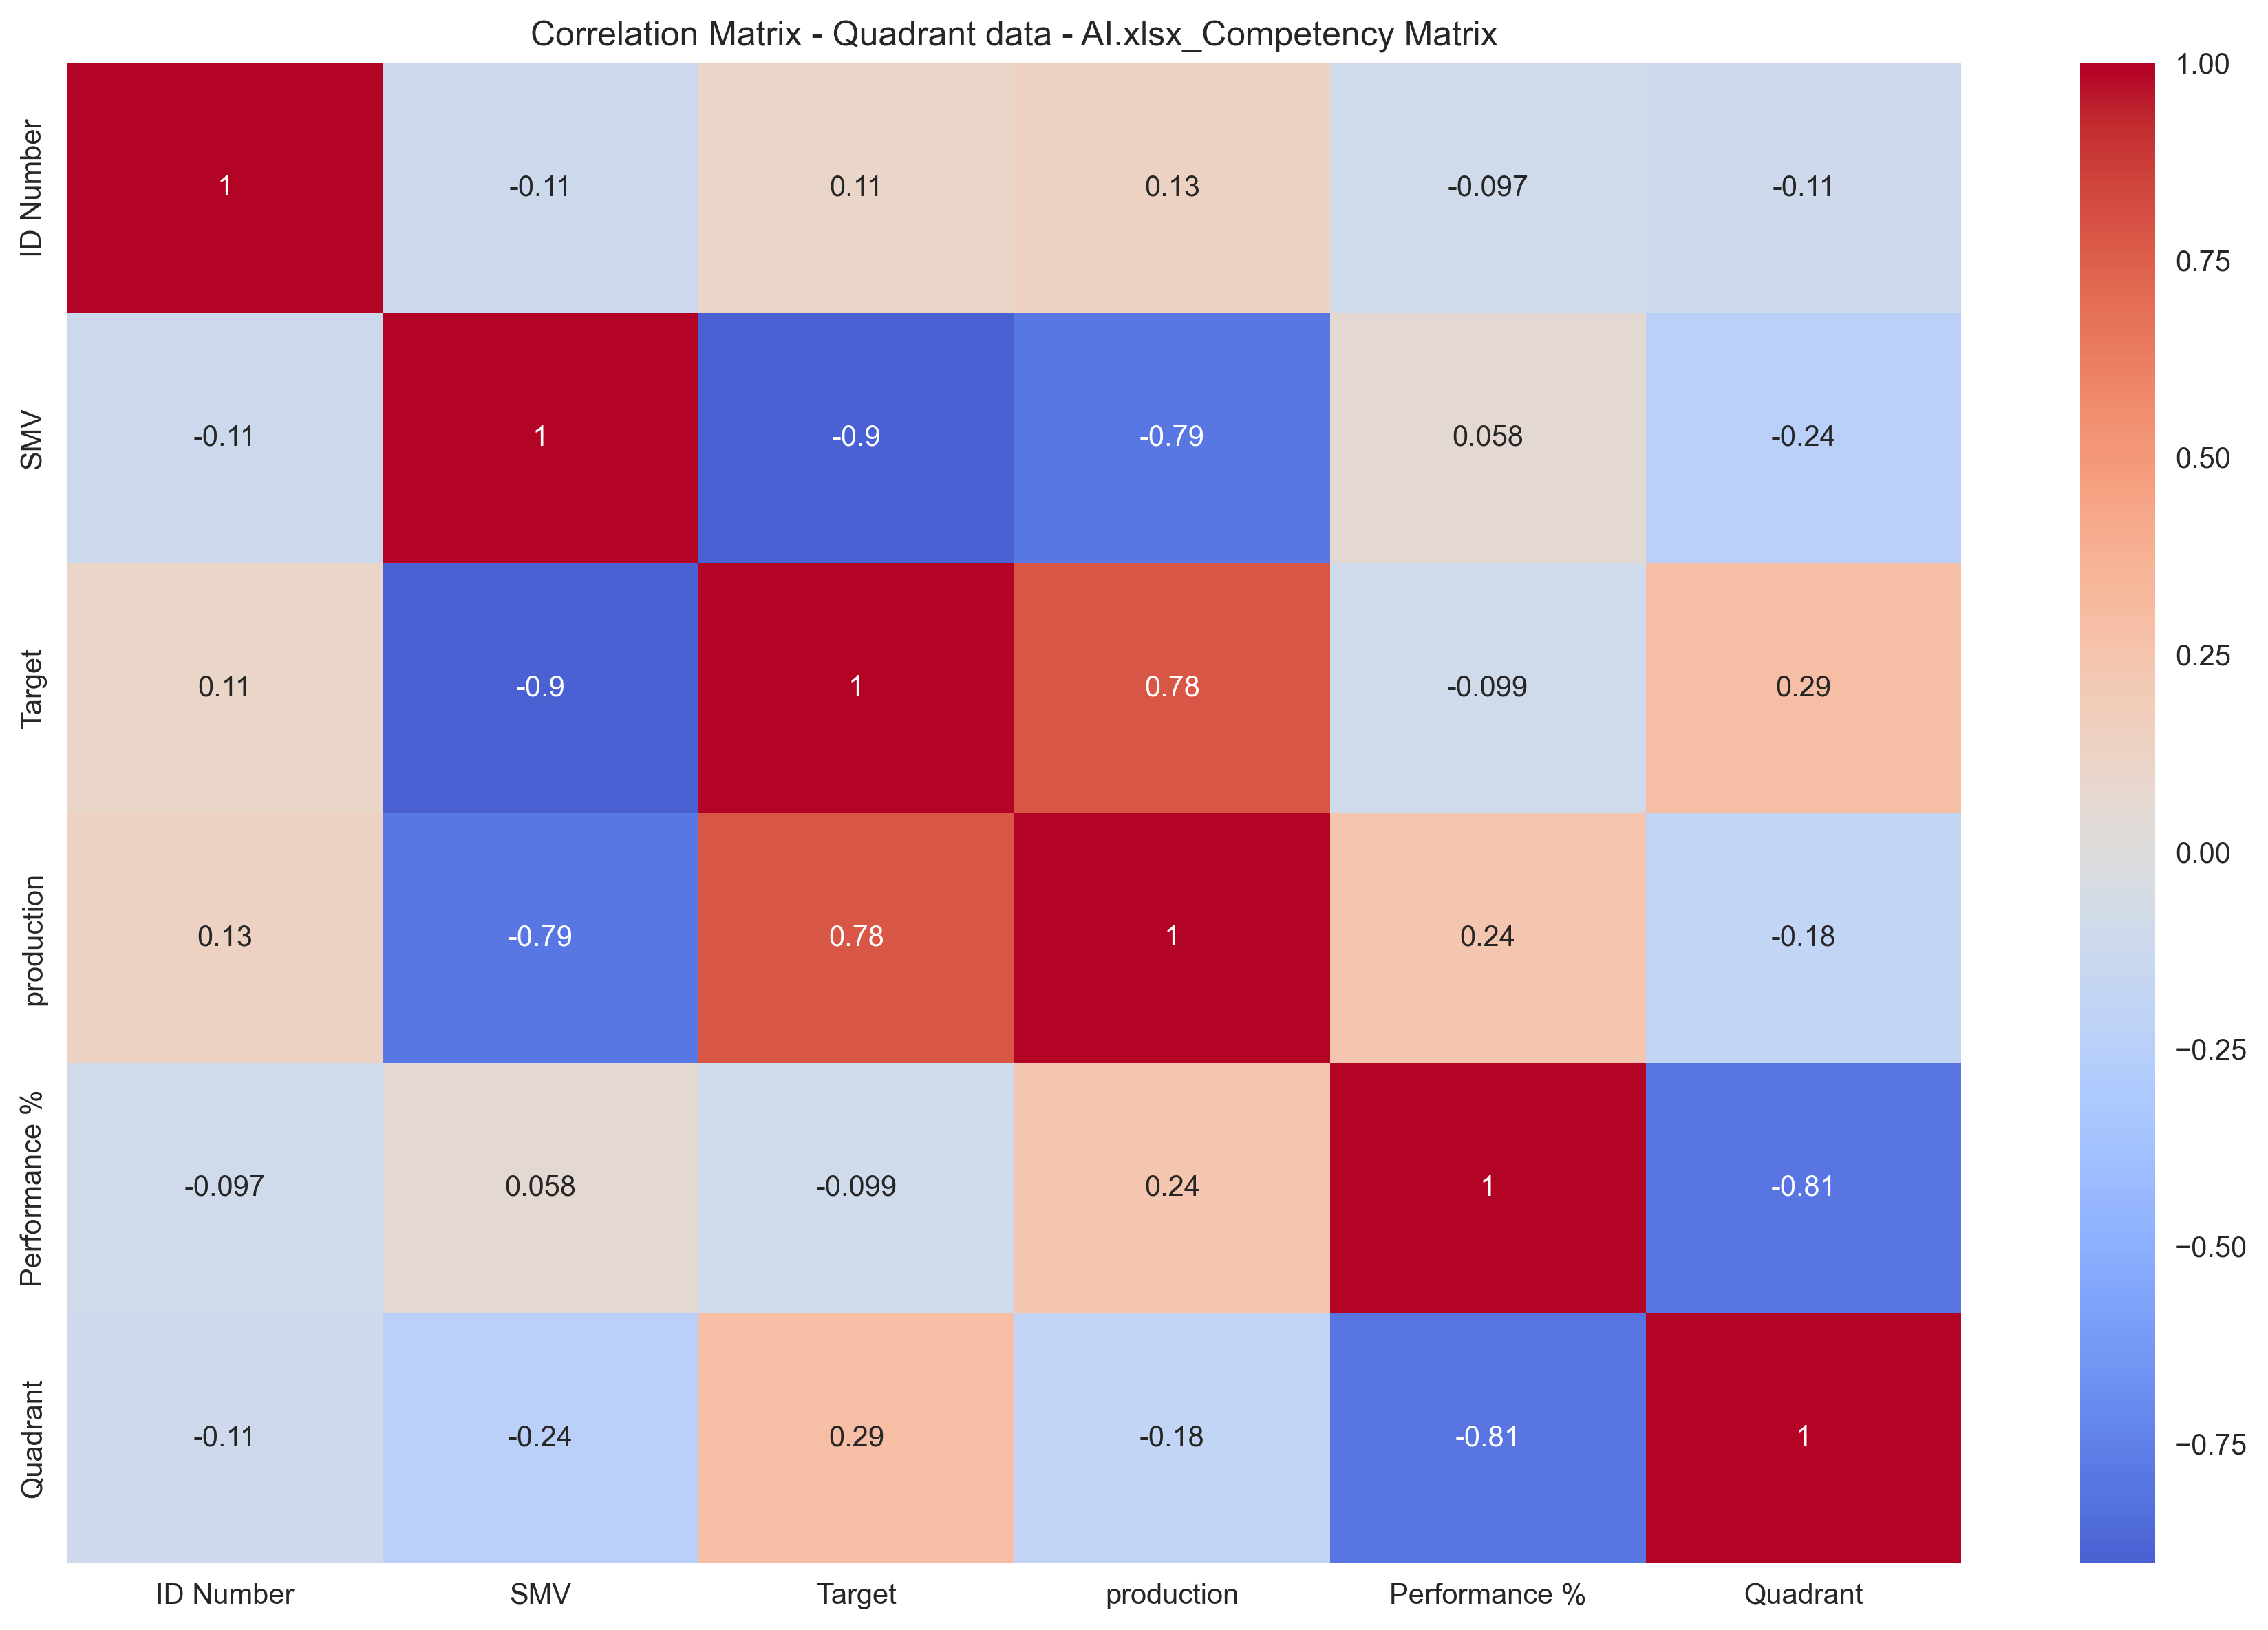 Correlation Matrix - Quadrant data - AI.xlsx_Competency Matrix
ID Number 1 -0.11 0.11 0.13 -0.097 -0.11
SMV -0.11 1 -0.9 -0.79 0.058 -0.24
Target 0.11 -0.9 1 0.78 -0.099 0.29
production 0.13 -0.79 0.78 1 0.24 -0.18
Performance % -0.097 0.058 -0.099 0.24 1 -0.81
Quadrant -0.11 -0.24 0.29 -0.18 -0.81 1
ID Number SMV Target production Performance % Quadrant
1.00
0.75
0.50
0.25
0.00
−0.25
−0.50
−0.75